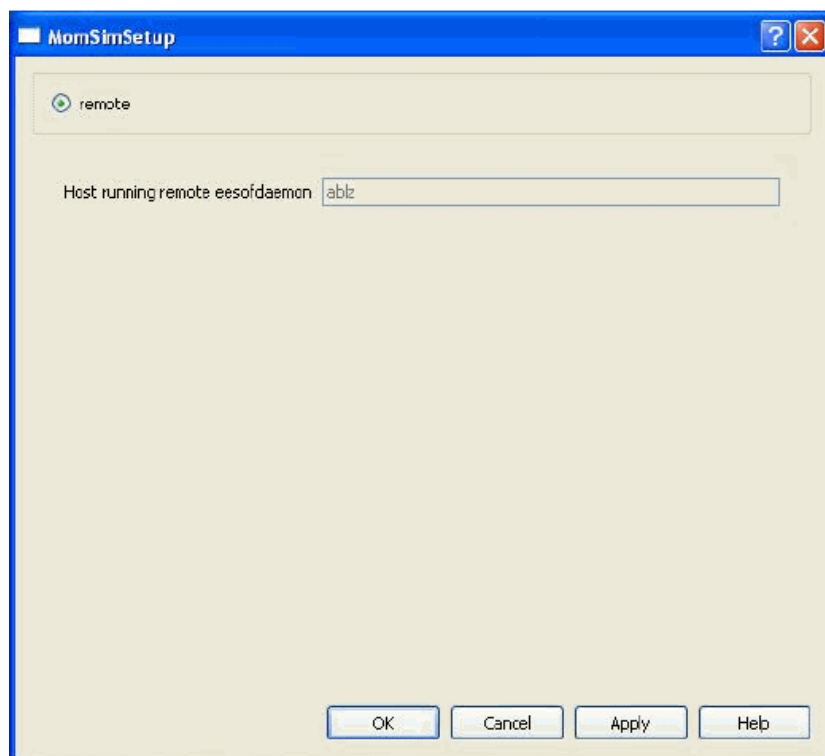 MomSimSetup
remote
Host running remote eesofdaemon ablz
OK Cancel Apply Help